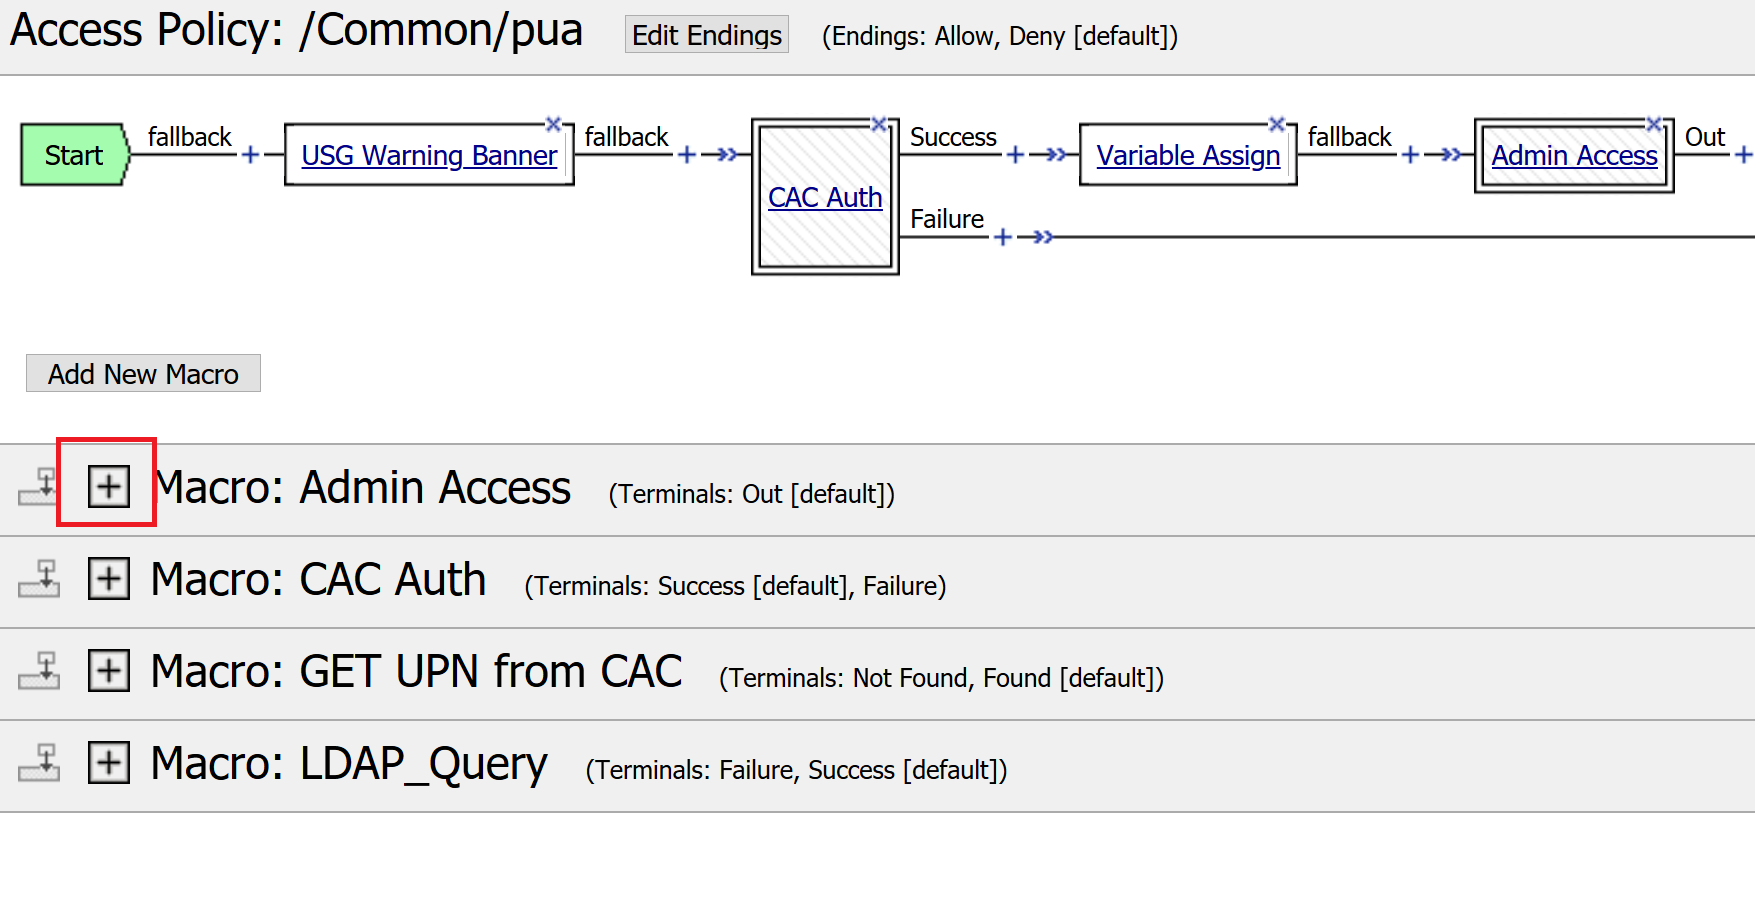 Access Policy: /Common/pua Edit Endings (Endings: Allow, Deny [default])
Start fallback + USG Warning Banner fallback + CAC Auth Success + Variable Assign fallback + Admin Access Out +
Failure +
Add New Macro
Macro: Admin Access (Terminals: Out [default])
Macro: CAC Auth (Terminals: Success [default], Failure)
Macro: GET UPN from CAC (Terminals: Not Found, Found [default])
Macro: LDAP_Query (Terminals: Failure, Success [default])